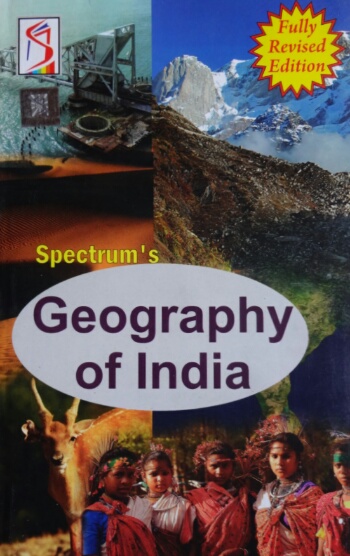 Fully
Revised
Edition
Spectrum's
Geography
of India